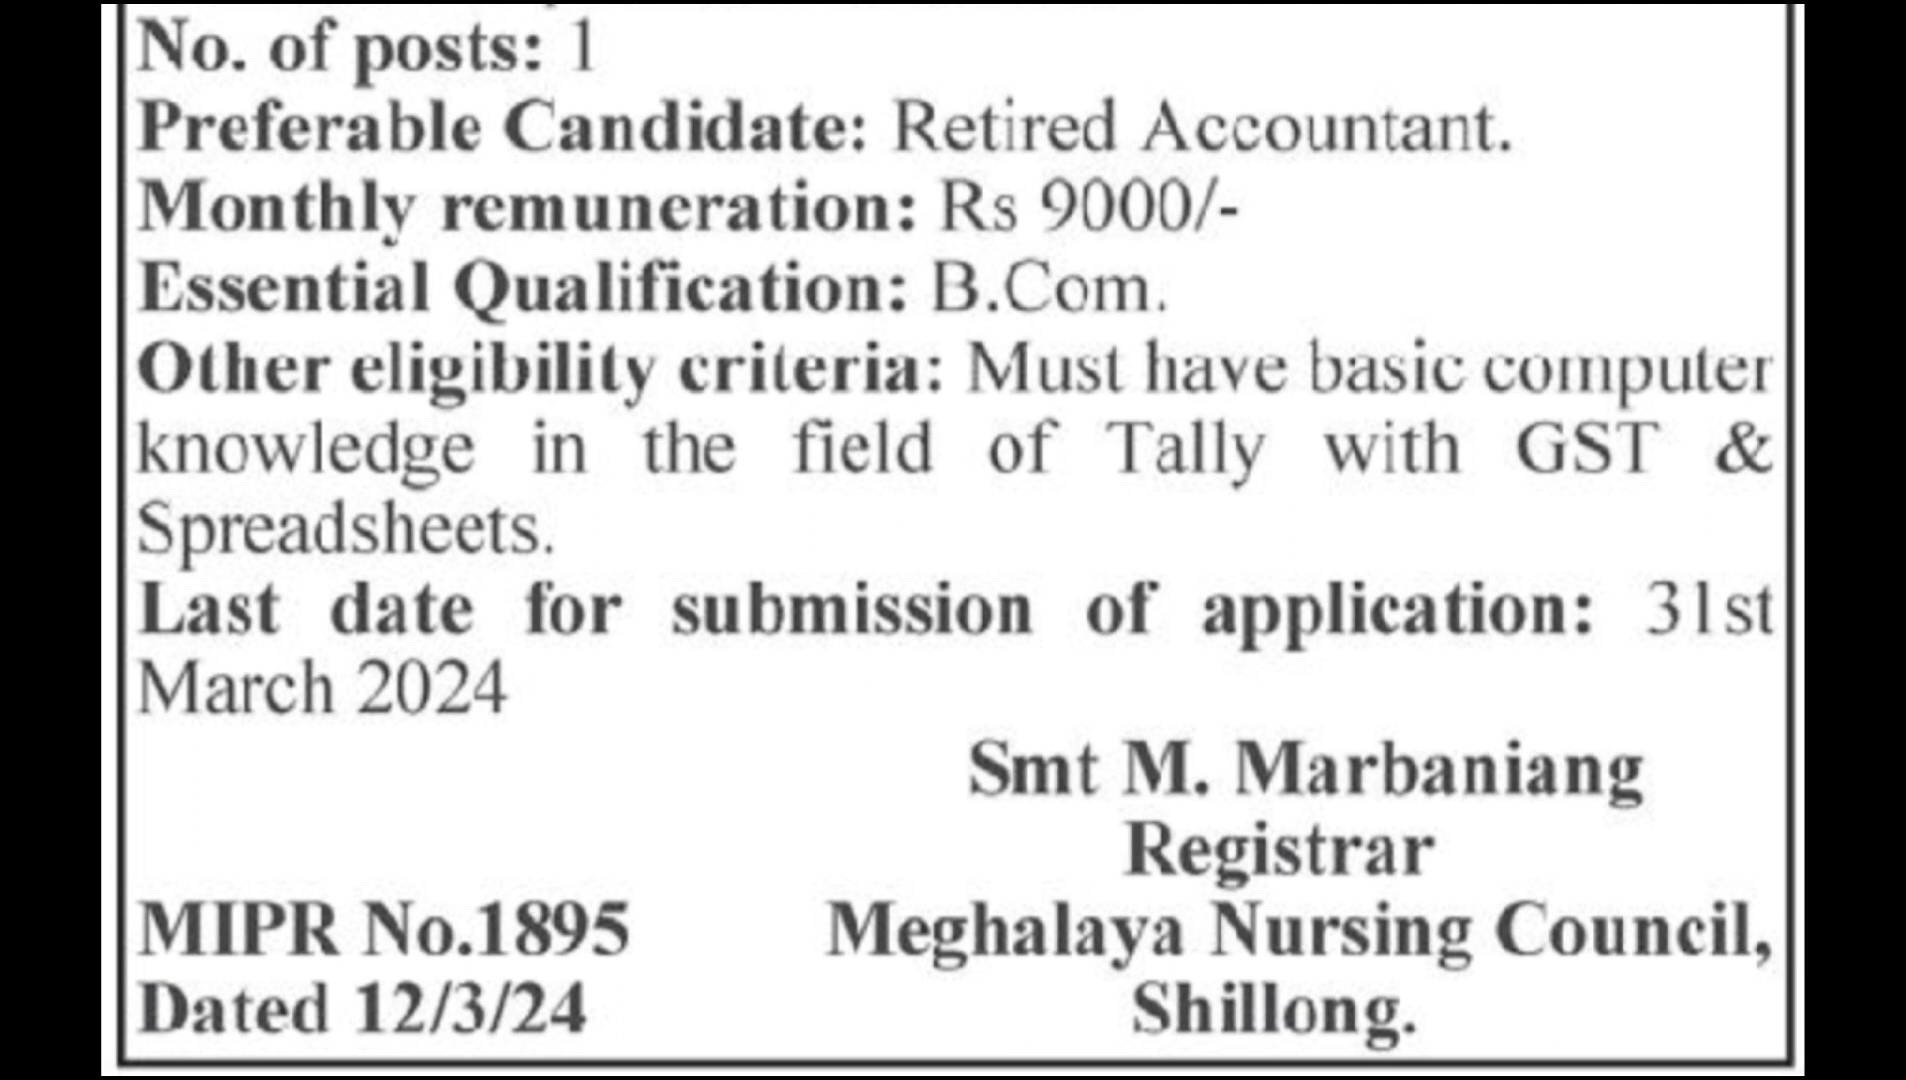 No. of posts: 1
Preferable Candidate: Retired Accountant.
Monthly remuneration: Rs 9000/-
Essential Qualification: B.Com.
Other eligibility criteria: Must have basic computer
knowledge in the field of Tally with GST &
Spreadsheets.
Last date for submission of application: 31st
March 2024
Smt M. Marbaniang
Registrar
MIPR No.1895 Meghalaya Nursing Council,
Dated 12/3/24 Shillong.